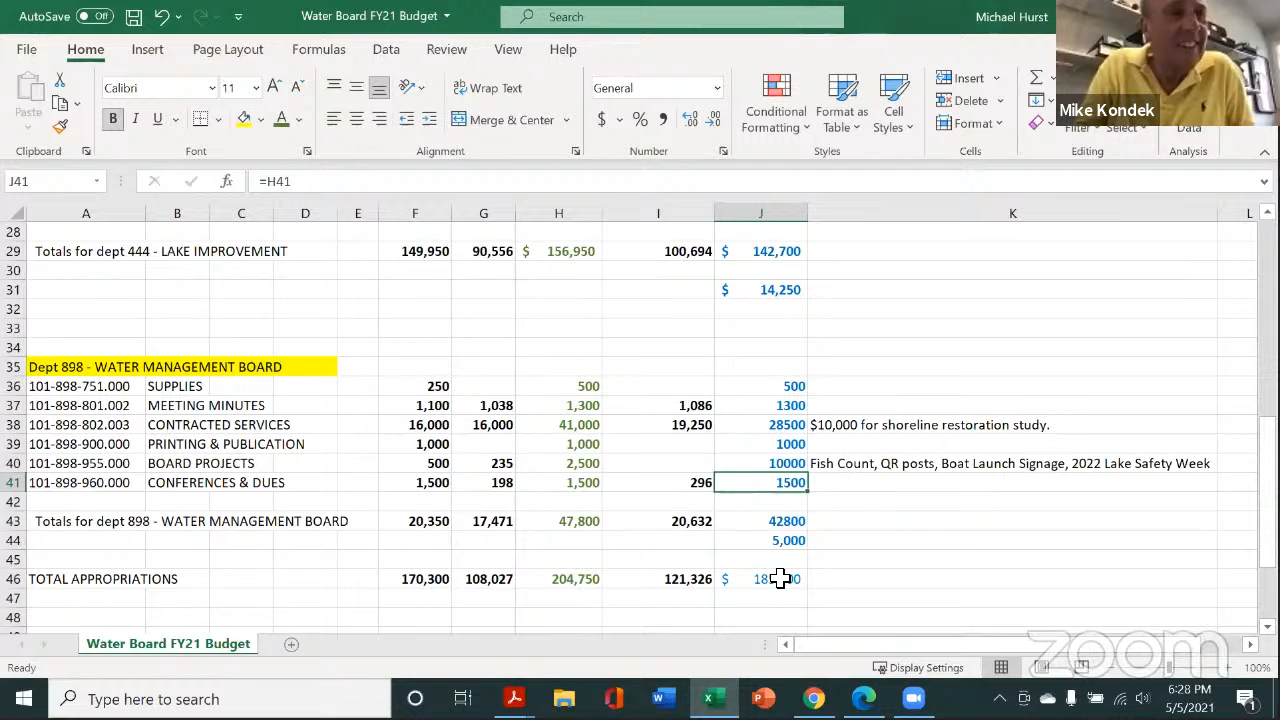 AutoSave Off Water Board FY21 Budget Search Michael Hurst
File Home Insert Page Layout Formulas Data Review View Help
Paste Calibri 11 Wrap Text General Conditional Formatting Format as Table Cell Styles Insert
B I U A Merge & Center $ % Delete
Format
Mike Kondek
Clipboard Font Alignment Number Styles Cells Editing Analysis
J41 fx =H41
A B C D E F G H I J K L
28
29 Totals for dept 444 - LAKE IMPROVEMENT 149,950 90,556 $ 156,950 100,694 $ 142,700
30
31 $ 14,250
32
33
34
35 Dept 898 - WATER MANAGEMENT BOARD
36 101-898-751.000 SUPPLIES 250 500 500
37 101-898-801.002 MEETING MINUTES 1,100 1,038 1,300 1,086 1300
38 101-898-802.003 CONTRACTED SERVICES 16,000 16,000 41,000 19,250 28500 $10,000 for shoreline restoration study.
39 101-898-900.000 PRINTING & PUBLICATION 1,000 1,000 1000
40 101-898-955.000 BOARD PROJECTS 500 235 2,500 10000 Fish Count, QR posts, Boat Launch Signage, 2022 Lake Safety Week
41 101-898-960.000 CONFERENCES & DUES 1,500 198 1,500 296 1500
42
43 Totals for dept 898 - WATER MANAGEMENT BOARD 20,350 17,471 47,800 20,632 42800
44 5,000
45
46 TOTAL APPROPRIATIONS 170,300 108,027 204,750 121,326 $
47
48
Water Board FY21 Budget
zoom
Ready Display Settings 100%
Type here to search 6:28 PM
5/5/2021